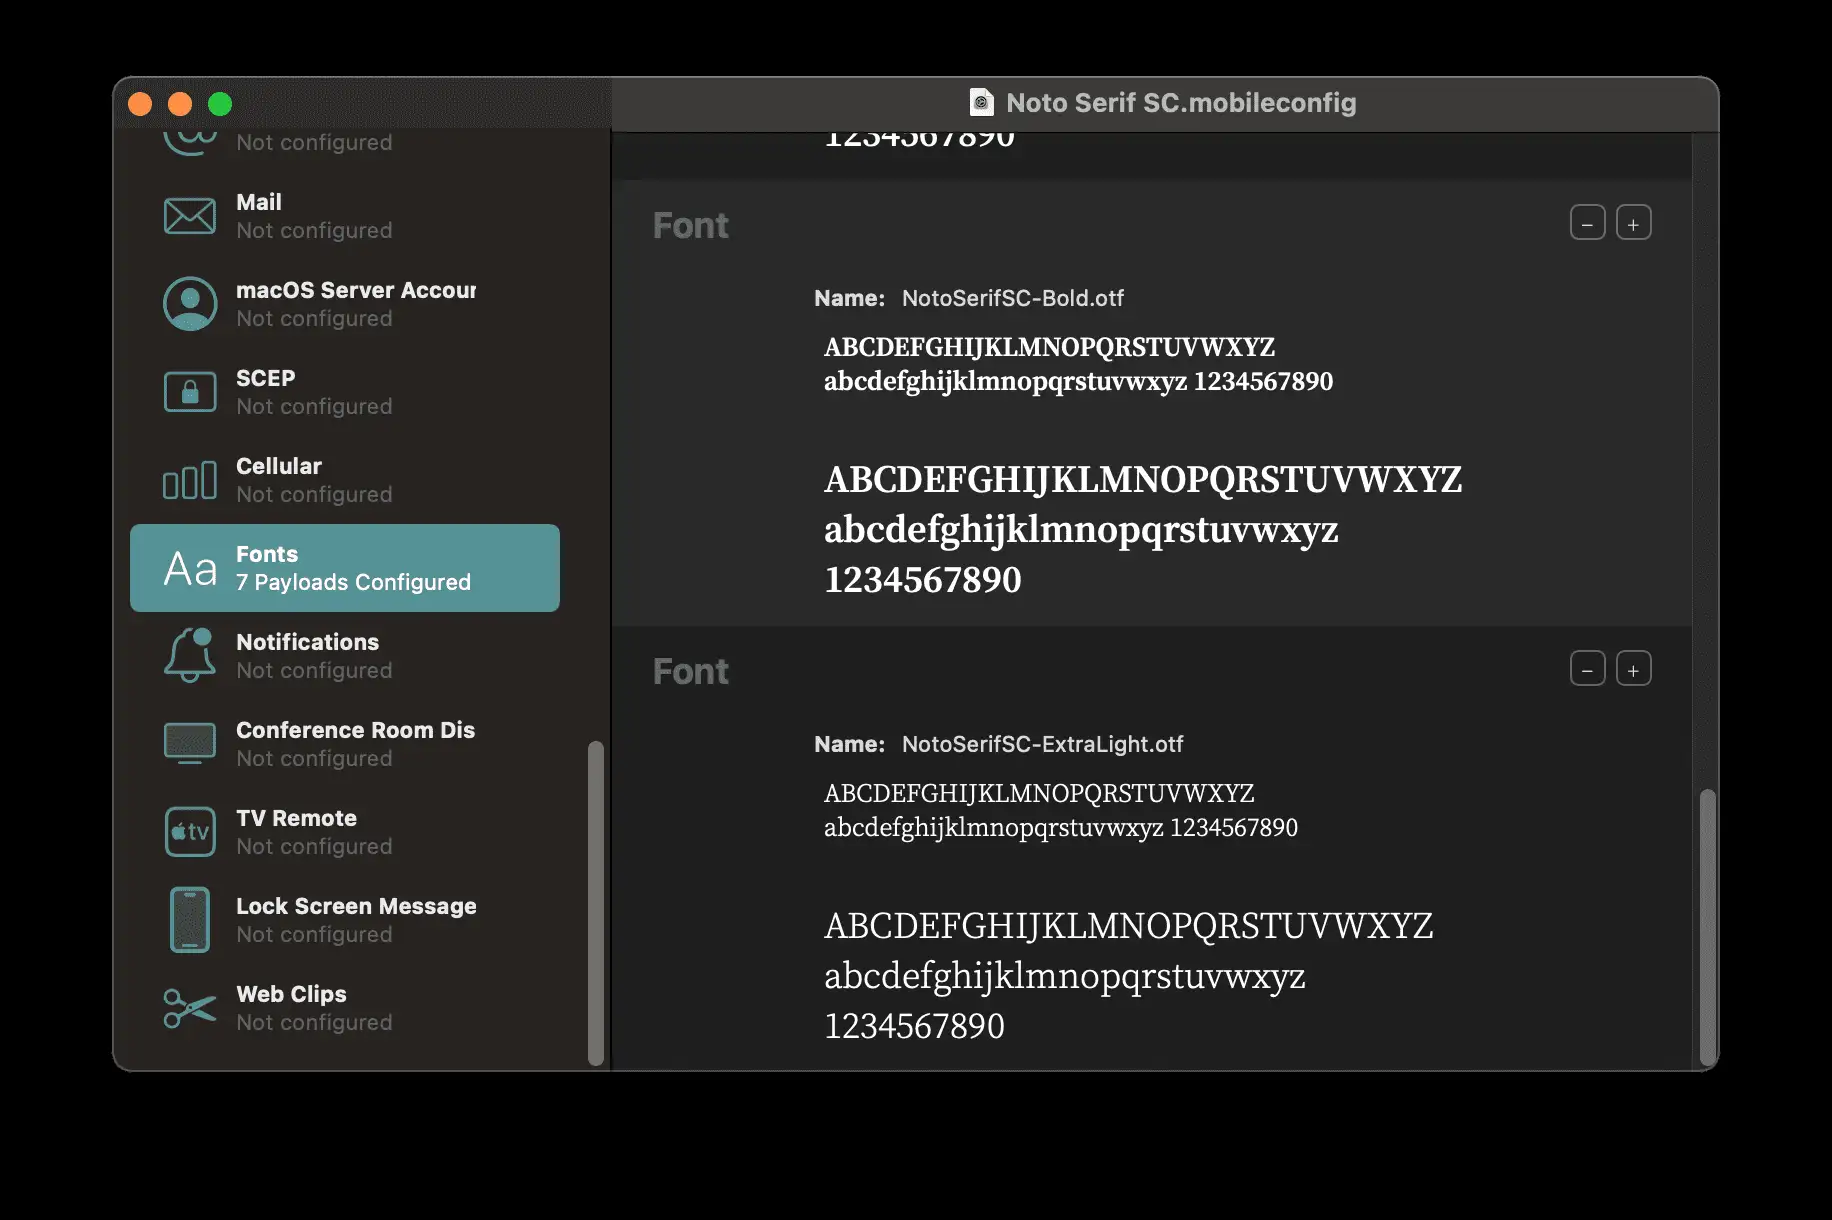 Noto Serif SC.mobileconfig
Not configured
Mail
Not configured
macOS Server Accour
Not configured
SCEP
Not configured
Cellular
Not configured
Aa
Fonts
7 Payloads Configured
Notifications
Not configured
Conference Room Dis
Not configured
tv
TV Remote
Not configured
Lock Screen Message
Not configured
Web Clips
Not configured
1234567890
Font
Name: NotoSerifSC-Bold.otf
ABCDEFGHIJKLMNOPQRSTUVWXYZ
abcdefghijklmnopqrstuvwxyz 1234567890
ABCDEFGHIJKLMNOPQRSTUVWXYZ
abcdefghijklmnopqrstuvwxyz
1234567890
Font
Name: NotoSerifSC-ExtraLight.otf
ABCDEFGHIJKLMNOPQRSTUVWXYZ
abcdefghijklmnopqrstuvwxyz 1234567890
ABCDEFGHIJKLMNOPQRSTUVWXYZ
abcdefghijklmnopqrstuvwxyz
1234567890